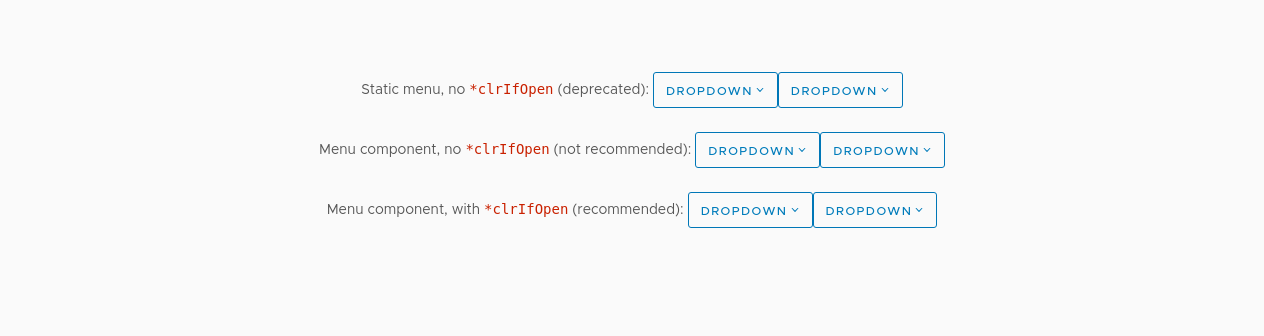 Static menu, no *clrIfOpen (deprecated): DROPDOWN DROPDOWN
Menu component, no *clrIfOpen (not recommended): DROPDOWN DROPDOWN
Menu component, with *clrIfOpen (recommended): DROPDOWN DROPDOWN